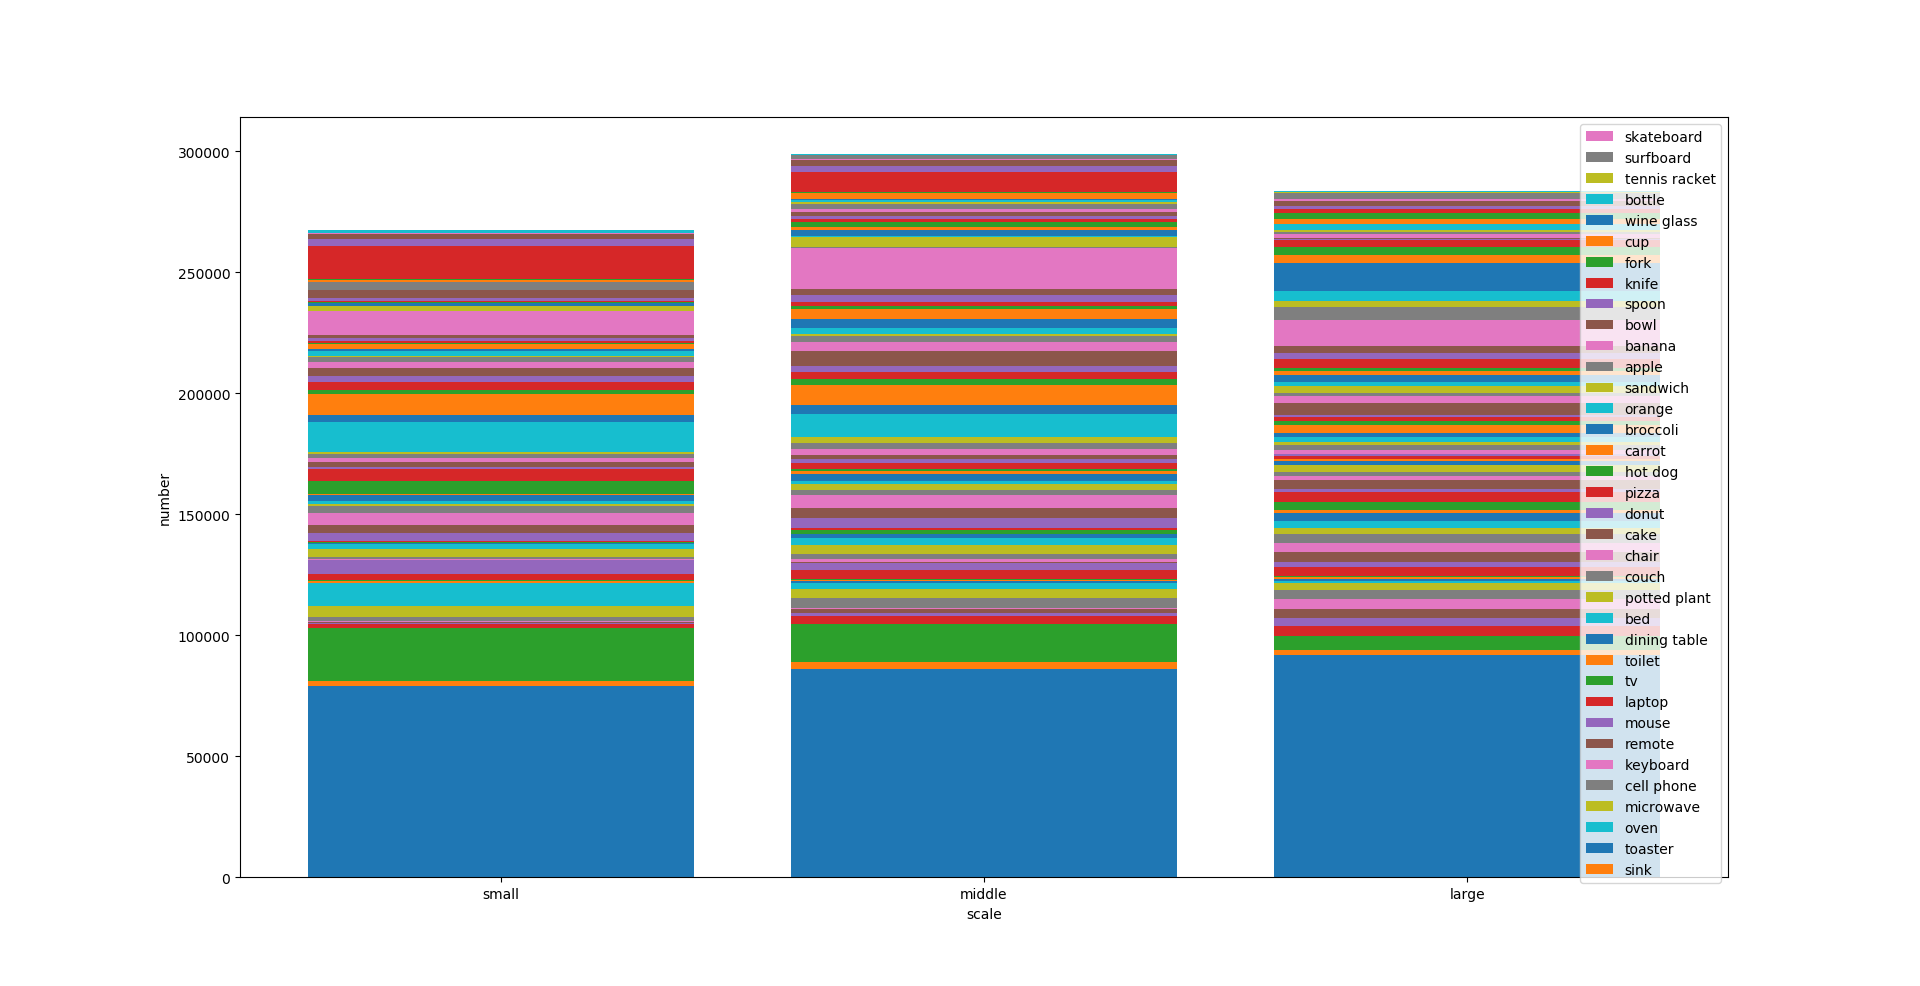 300000
250000
200000
150000
100000
50000
0
number
small
middle
large
scale
skateboard
surfboard
tennis racket
bottle
wine glass
cup
fork
knife
spoon
bowl
banana
apple
sandwich
orange
broccoli
carrot
hot dog
pizza
donut
cake
chair
couch
potted plant
bed
dining table
toilet
tv
laptop
mouse
remote
keyboard
cell phone
microwave
oven
toaster
sink